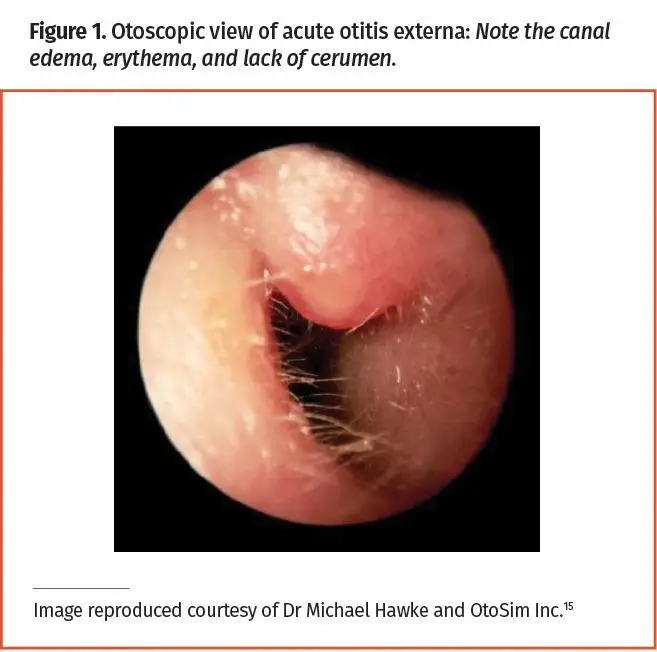 Figure 1. Otoscopic view of acute otitis externa: Note the canal
edema, erythema, and lack of cerumen.
Image reproduced courtesy of Dr Michael Hawke and OtoSim Inc.15